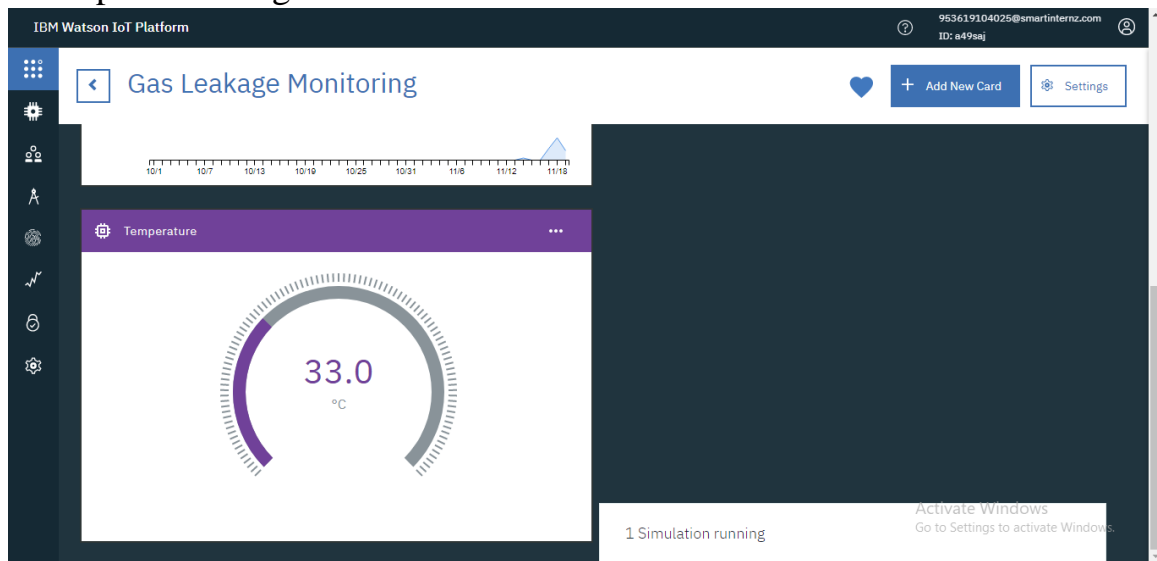 IBM Watson IoT Platform
953619104025@smartinternz.com
ID: a49saj
Gas Leakage Monitoring
+ Add New Card
Settings
10/1 10/7 10/13 10/19 10/25 10/31 11/6 11/12 11/18
Temperature
33.0
°C
1 Simulation running
Activate Windows
Go to Settings to activate Windows.